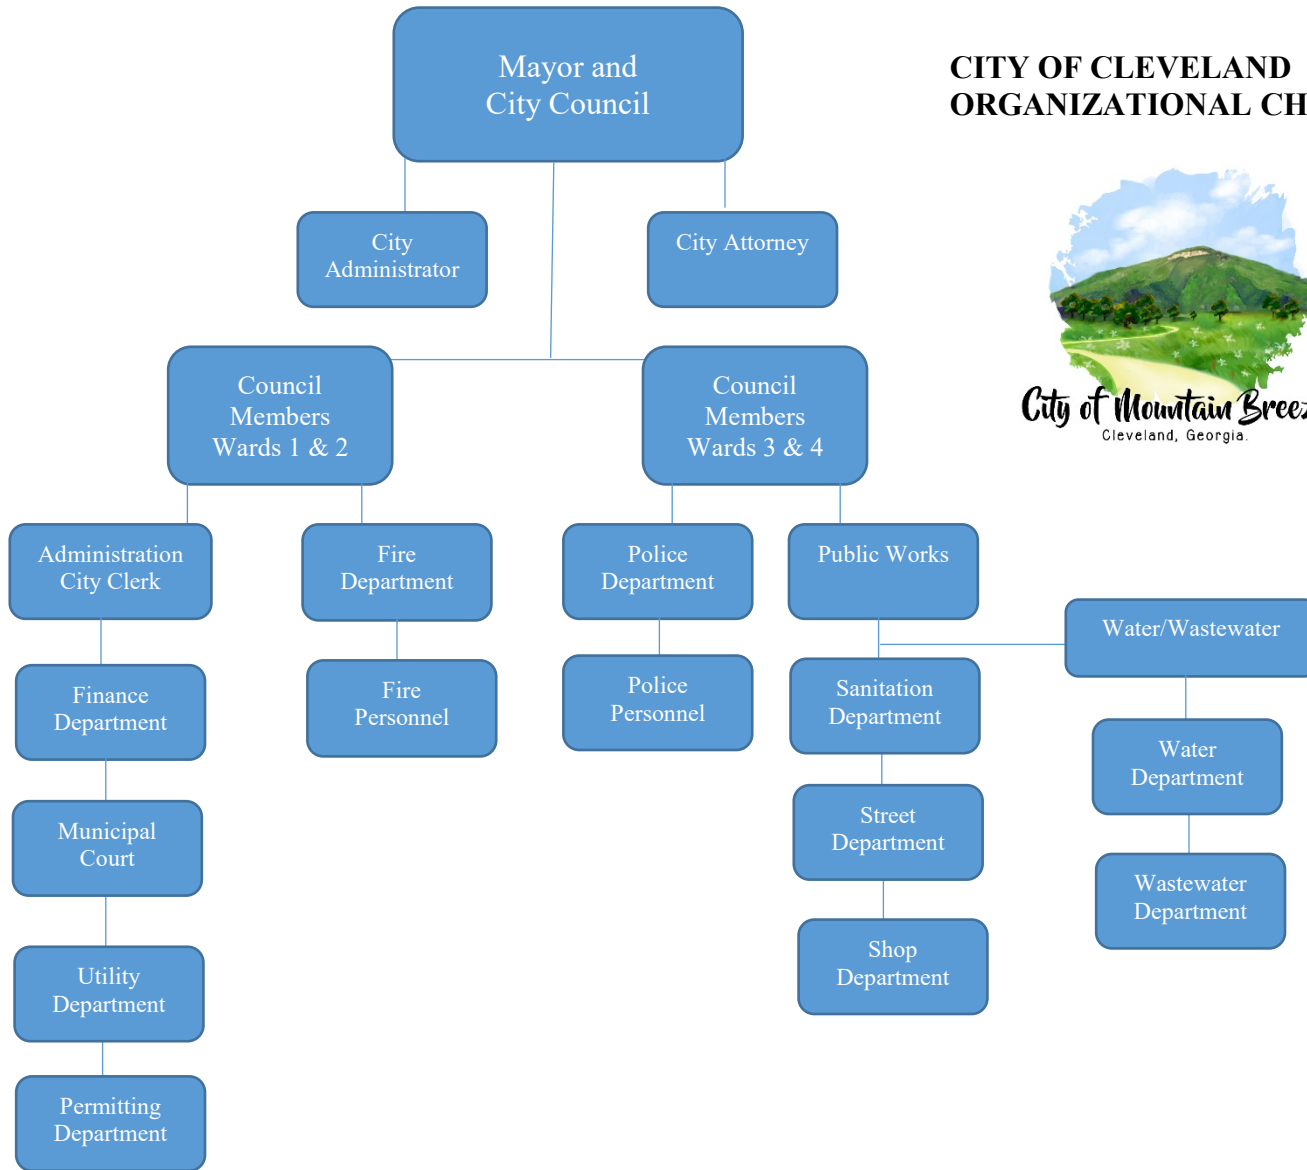 Mayor and
City Council
CITY OF CLEVELAND
ORGANIZATIONAL CH
City
Administrator
City Attorney
City of Mountain Breez
Cleveland, Georgia.
Council
Members
Wards 1 & 2
Council
Members
Wards 3 & 4
Administration
City Clerk
Fire
Department
Police
Department
Public Works
Water/Wastewater
Finance
Department
Fire
Personnel
Police
Personnel
Sanitation
Department
Water
Department
Municipal
Court
Street
Department
Wastewater
Department
Utility
Department
Shop
Department
Permitting
Department